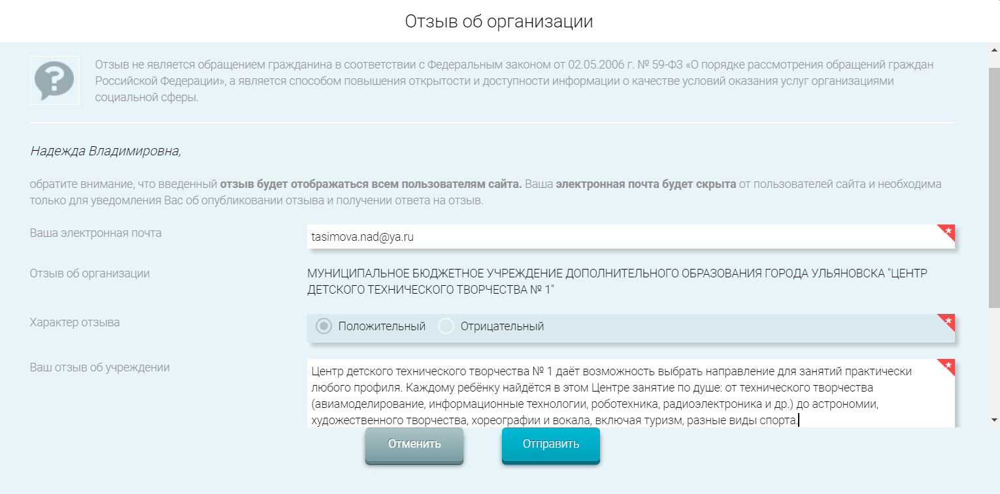 Отзыв об организации
Отзыв не является обращением гражданина в соответствии с Федеральным законом от 02.05.2006 г. № 59-ФЗ «О порядке рассмотрения обращений граждан
Российской Федерации», а является способом повышения открытости и доступности информации о качестве условий оказания услуг организациями
социальной сферы.
Надежда Владимировна,
обратите внимание, что введенный отзыв будет отображаться всем пользователям сайта. Ваша электронная почта будет скрыта от пользователей сайта и необходима
только для уведомления Вас об опубликовании отзыва и получении ответа на отзыв.
Ваша электронная почта
tasimova.nad@ya.ru
*
Отзыв об организации
МУНИЦИПАЛЬНОЕ БЮДЖЕТНОЕ УЧРЕЖДЕНИЕ ДОПОЛНИТЕЛЬНОГО ОБРАЗОВАНИЯ ГОРОДА УЛЬЯНОВСКА "ЦЕНТР
ДЕТСКОГО ТЕХНИЧЕСКОГО ТВОРЧЕСТВА № 1"
Характер отзыва
Положительный Отрицательный
*
Ваш отзыв об учреждении
Центр детского технического творчества № 1 даёт возможность выбрать направление для занятий практически
*
любого профиля. Каждому ребёнку найдётся в этом Центре занятие по душе: от технического творчества
(авиамоделирование, информационные технологии, роботехника, радиоэлектроника и др.) до астрономии,
художественного творчества, хореографии и вокала, включая туризм, разные виды спорта.
Отменить
Отправить